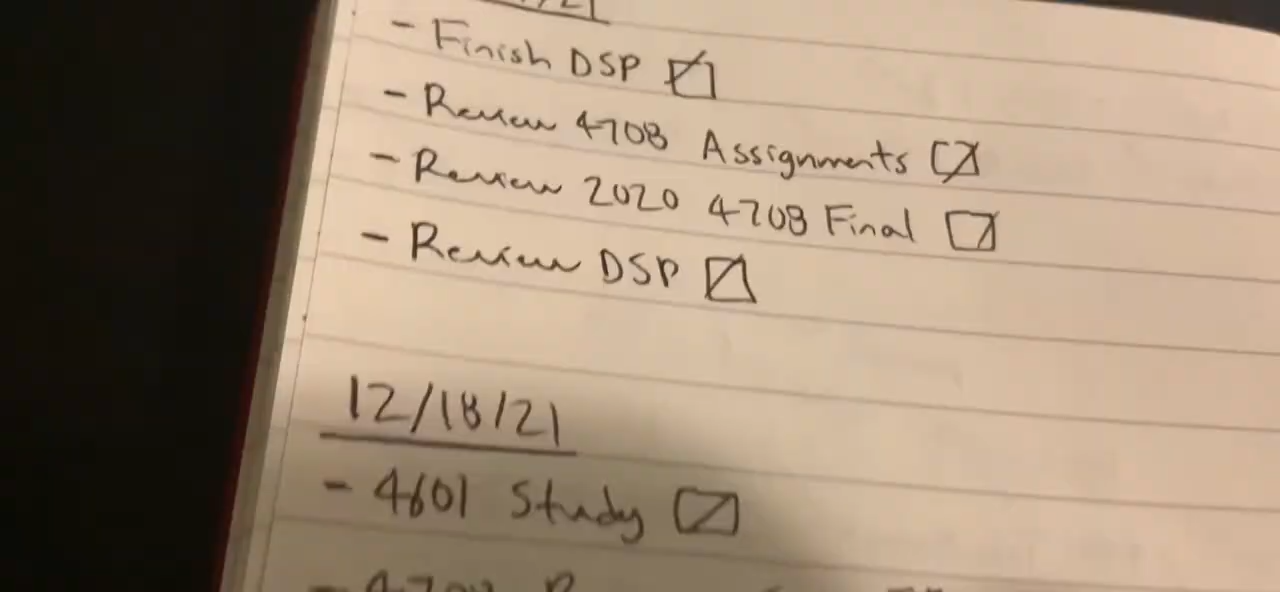 - Finish DSP ☑
- Review 4708 Assignments ☑
- Review 2020 4708 Final ☑
- Review DSP ☑
12/18/21
- 4601 Study ☑